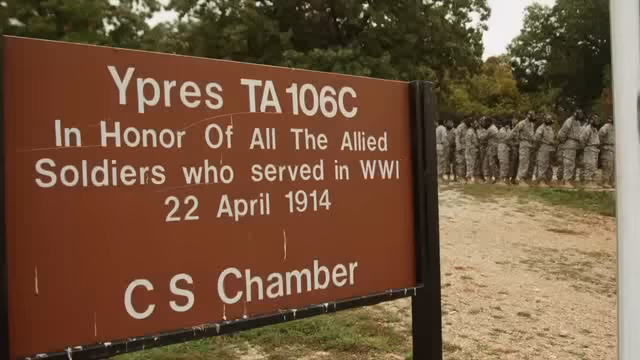 Ypres TA 106C
In Honor Of All The Allied
Soldiers who served in WWI
22 April 1914
C S Chamber